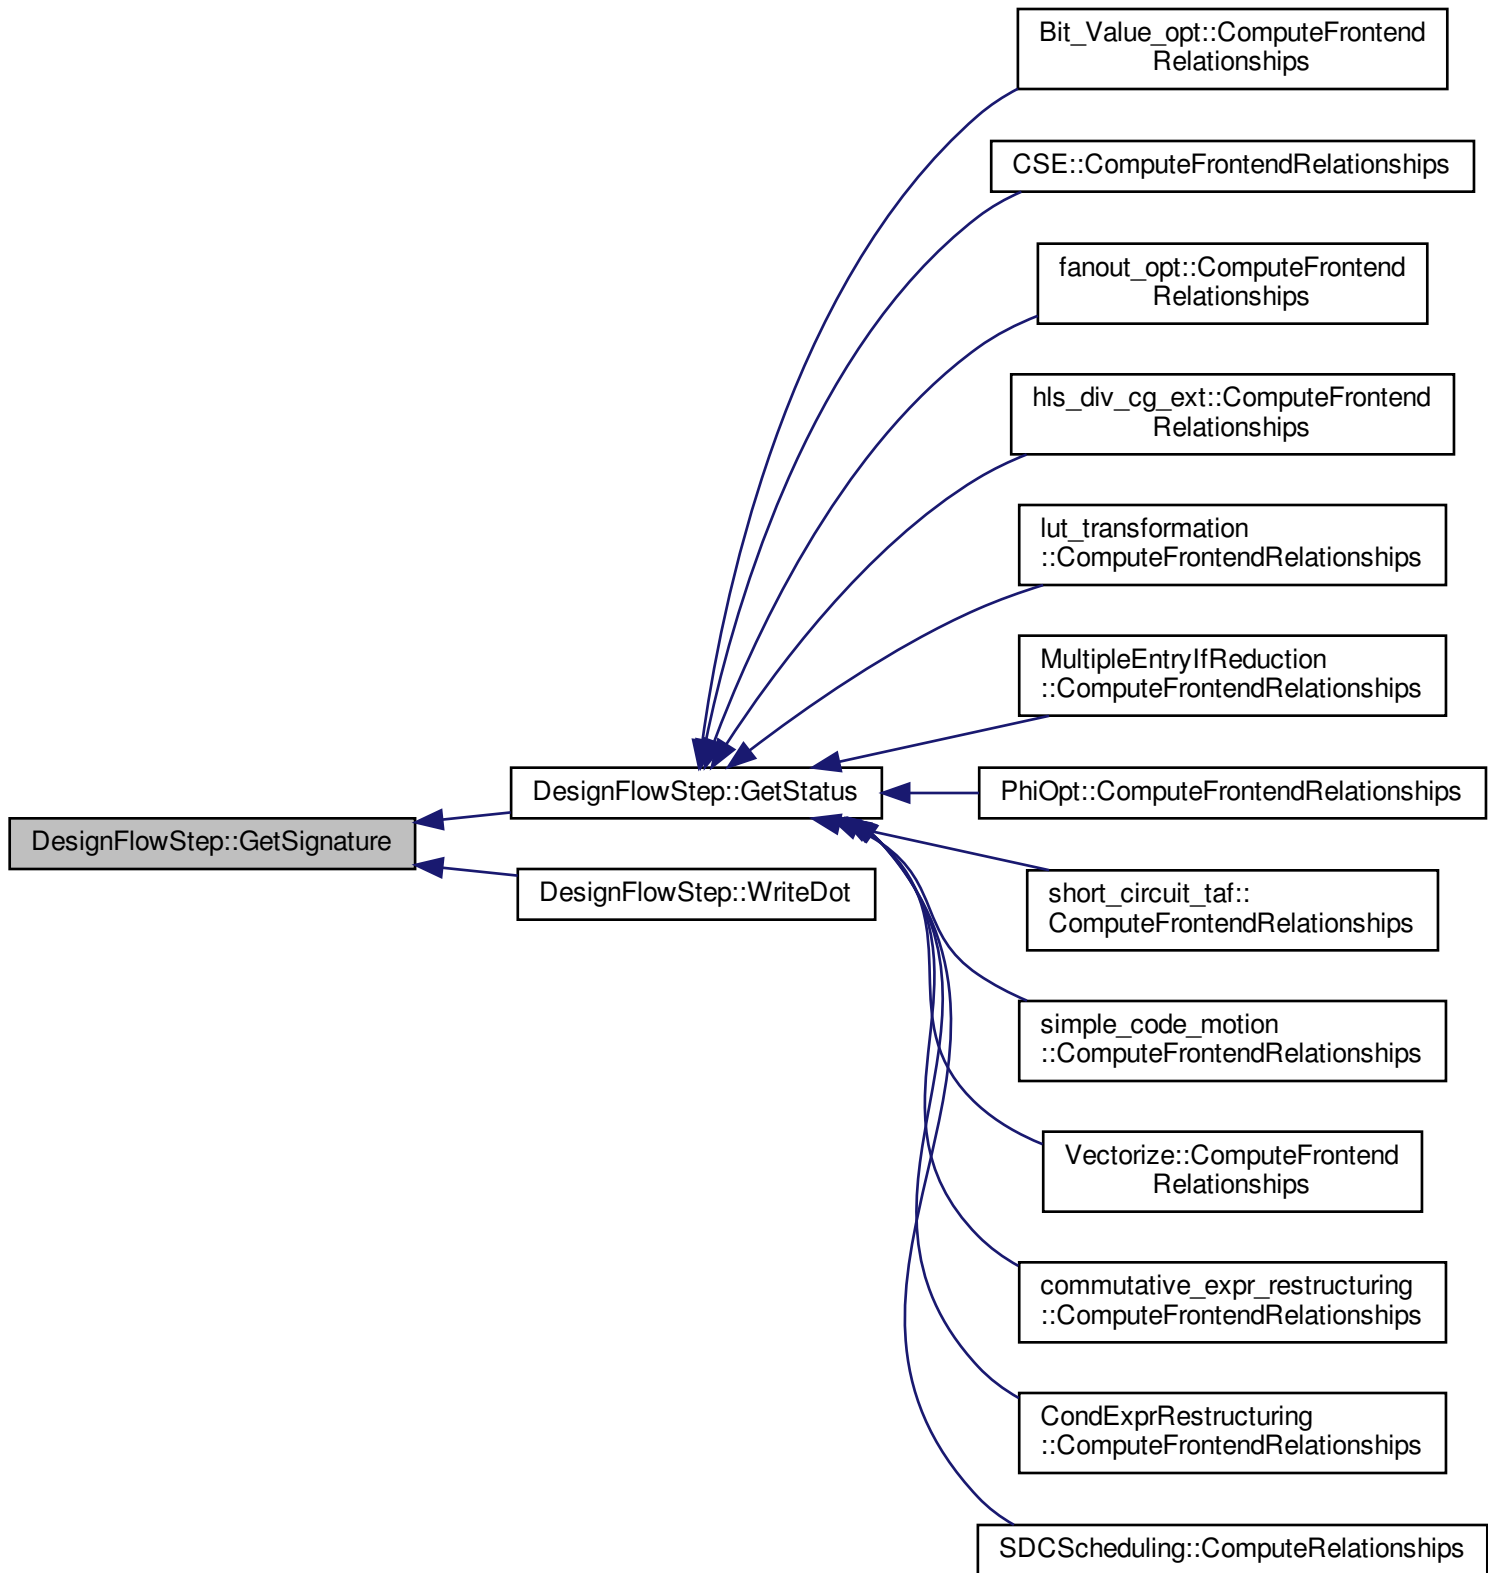 Bit_Value_opt::ComputeFrontend
Relationships
CSE::ComputeFrontendRelationships
fanout_opt::ComputeFrontend
Relationships
hls_div_cg_ext::ComputeFrontend
Relationships
lut_transformation
::ComputeFrontendRelationships
MultipleEntryIfReduction
::ComputeFrontendRelationships
DesignFlowStep::GetStatus
PhiOpt::ComputeFrontendRelationships
DesignFlowStep::GetSignature
DesignFlowStep::WriteDot
short_circuit_taf::
ComputeFrontendRelationships
simple_code_motion
::ComputeFrontendRelationships
Vectorize::ComputeFrontend
Relationships
commutative_expr_restructuring
::ComputeFrontendRelationships
CondExprRestructuring
::ComputeFrontendRelationships
SDCScheduling::ComputeRelationships